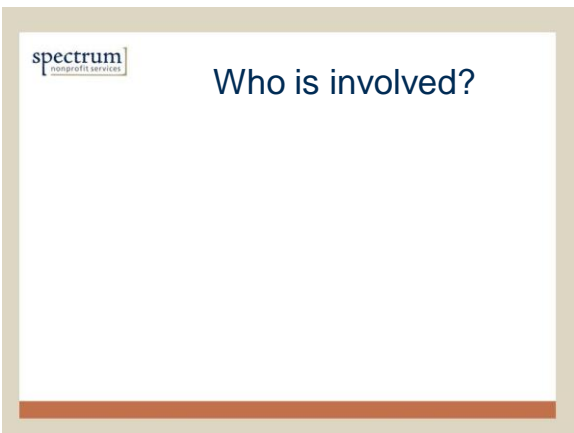 spectrum
nonprofit services
Who is involved?